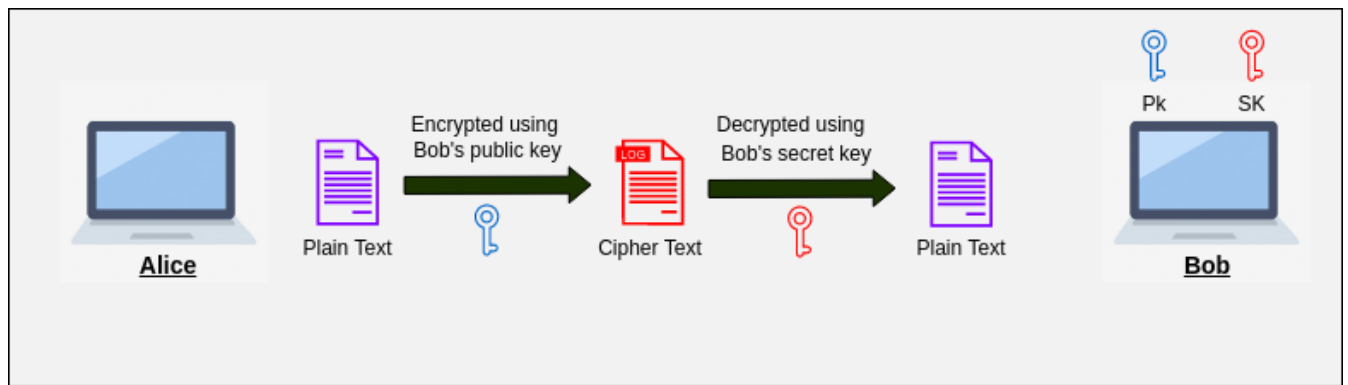 Pk
SK
Encrypted using
Bob's public key
Decrypted using
Bob's secret key
LOG
Plain Text
Cipher Text
Plain Text
Alice
Bob